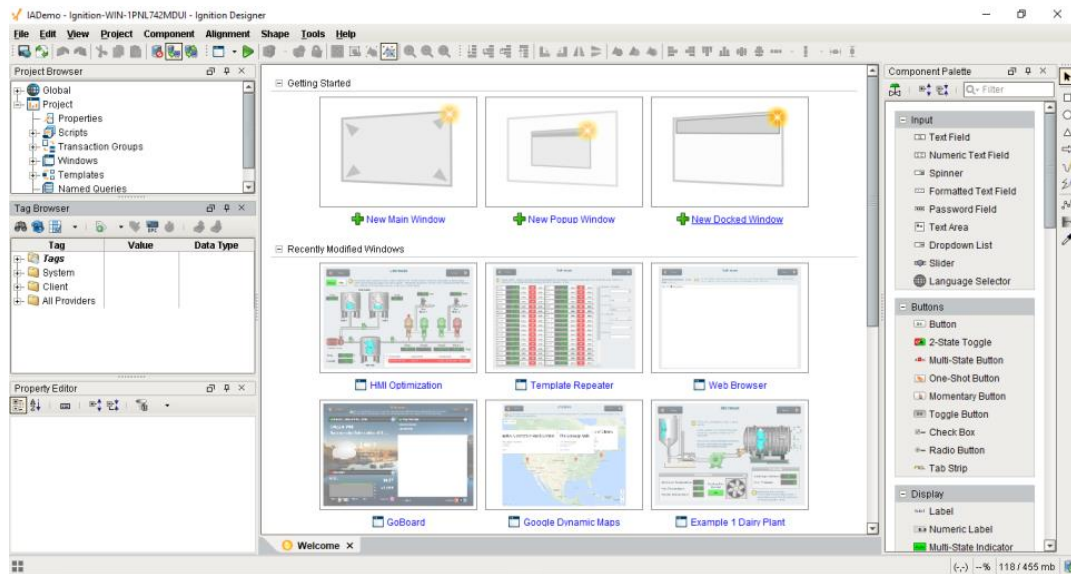 IADemo - Ignition-WIN-1PNL742MDUI - Ignition Designer
File Edit View Project Component Alignment Shape Tools Help
Project Browser
Global
Project
Properties
Scripts
Transaction Groups
Windows
Templates
Named Queries
Tag Browser
Tag Value Data Type
Tags
System
Client
All Providers
Property Editor
Getting Started
New Main Window New Popup Window New Docked Window
Recently Modified Windows
HMI Optimization Template Repeater Web Browser
GoBoard Google Dynamic Maps Example 1 Dairy Plant
Welcome
Component Palette
Filter
Input
Text Field
Numeric Text Field
Spinner
Formatted Text Field
Password Field
Text Area
Dropdown List
Slider
Language Selector
Buttons
Button
2-State Toggle
Multi-State Button
One-Shot Button
Momentary Button
Toggle Button
Check Box
Radio Button
Tab Strip
Display
Label
Numeric Label
Multi-State Indicator
(-,-) --% 118 / 455 mb